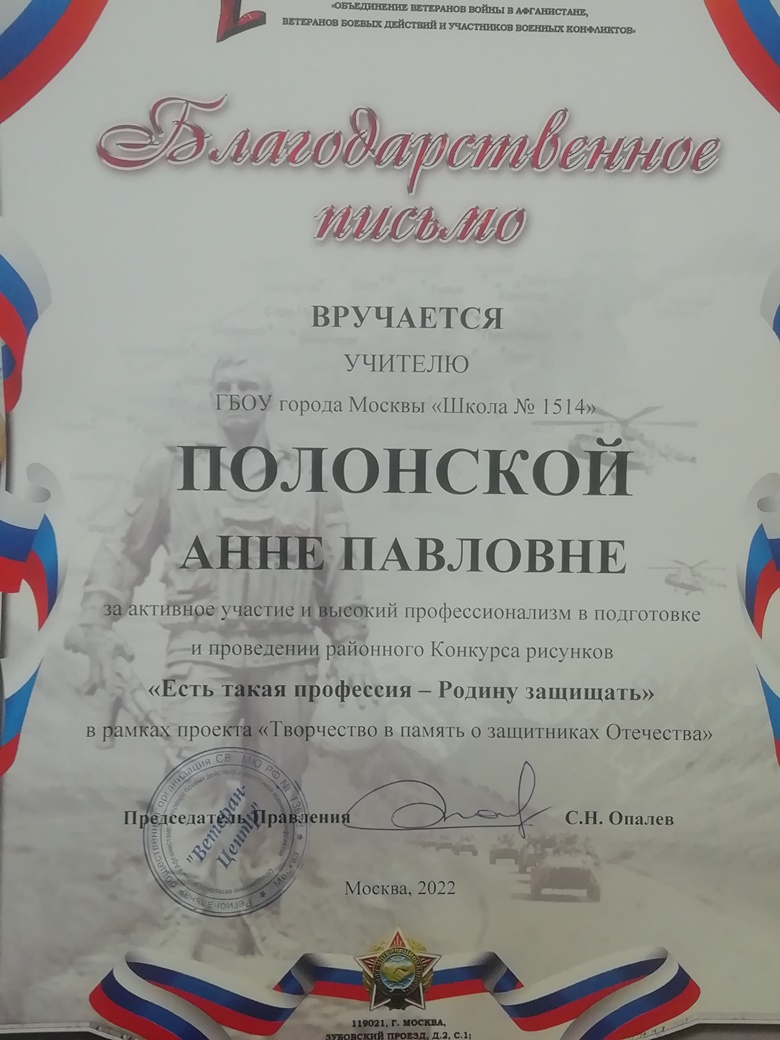 «ОБЪЕДИНЕНИЕ ВЕТЕРАНОВ ВОЙНЫ В АФГАНИСТАНЕ,
ВЕТЕРАНОВ БОЕВЫХ ДЕЙСТВИЙ И УЧАСТНИКОВ ВОЕННЫХ КОНФЛИКТОВ»
Благодарственное
письмо
ВРУЧАЕТСЯ
УЧИТЕЛЮ
ГБОУ города Москвы «Школа № 1514»
ПОЛОНСКОЙ
АННЕ ПАВЛОВНЕ
за активное участие и высокий профессионализм в подготовке
и проведении районного Конкурса рисунков
«Есть такая профессия – Родину защищать»
в рамках проекта «Творчество в память о защитниках Отечества»
Председатель Правления С.Н. Опалев
"Ветеран-
Центр"
Москва, 2022
119021, Г. МОСКВА,
ЗУБОВСКИЙ ПРОЕЗД, Д.2, С.1;